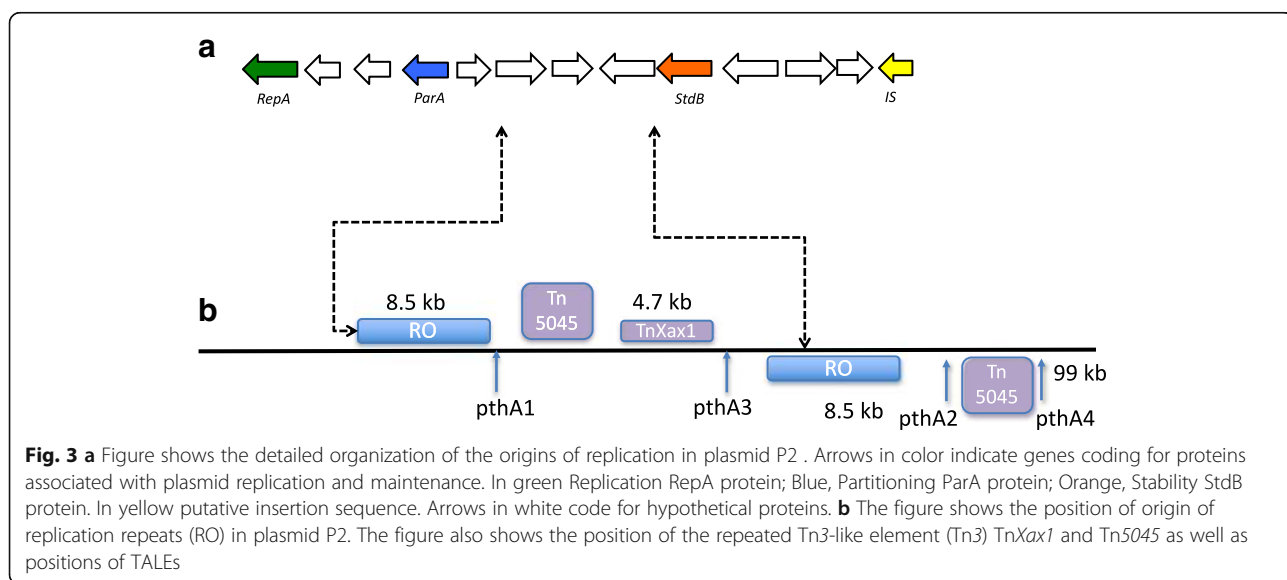 a
RepA ParA StdB IS
b
8.5 kb Tn 5045 4.7 kb
RO TnXax1
RO Tn 5045 99 kb
pthA1 pthA3 8.5 kb pthA2 pthA4
Fig. 3 a Figure shows the detailed organization of the origins of replication in plasmid P2 . Arrows in color indicate genes coding for proteins
associated with plasmid replication and maintenance. In green Replication RepA protein; Blue, Partitioning ParA protein; Orange, Stability StdB
protein. In yellow putative insertion sequence. Arrows in white code for hypothetical proteins. b The figure shows the position of origin of
replication repeats (RO) in plasmid P2. The figure also shows the position of the repeated Tn3-like element (Tn3) TnXax1 and Tn5045 as well as
positions of TALEs